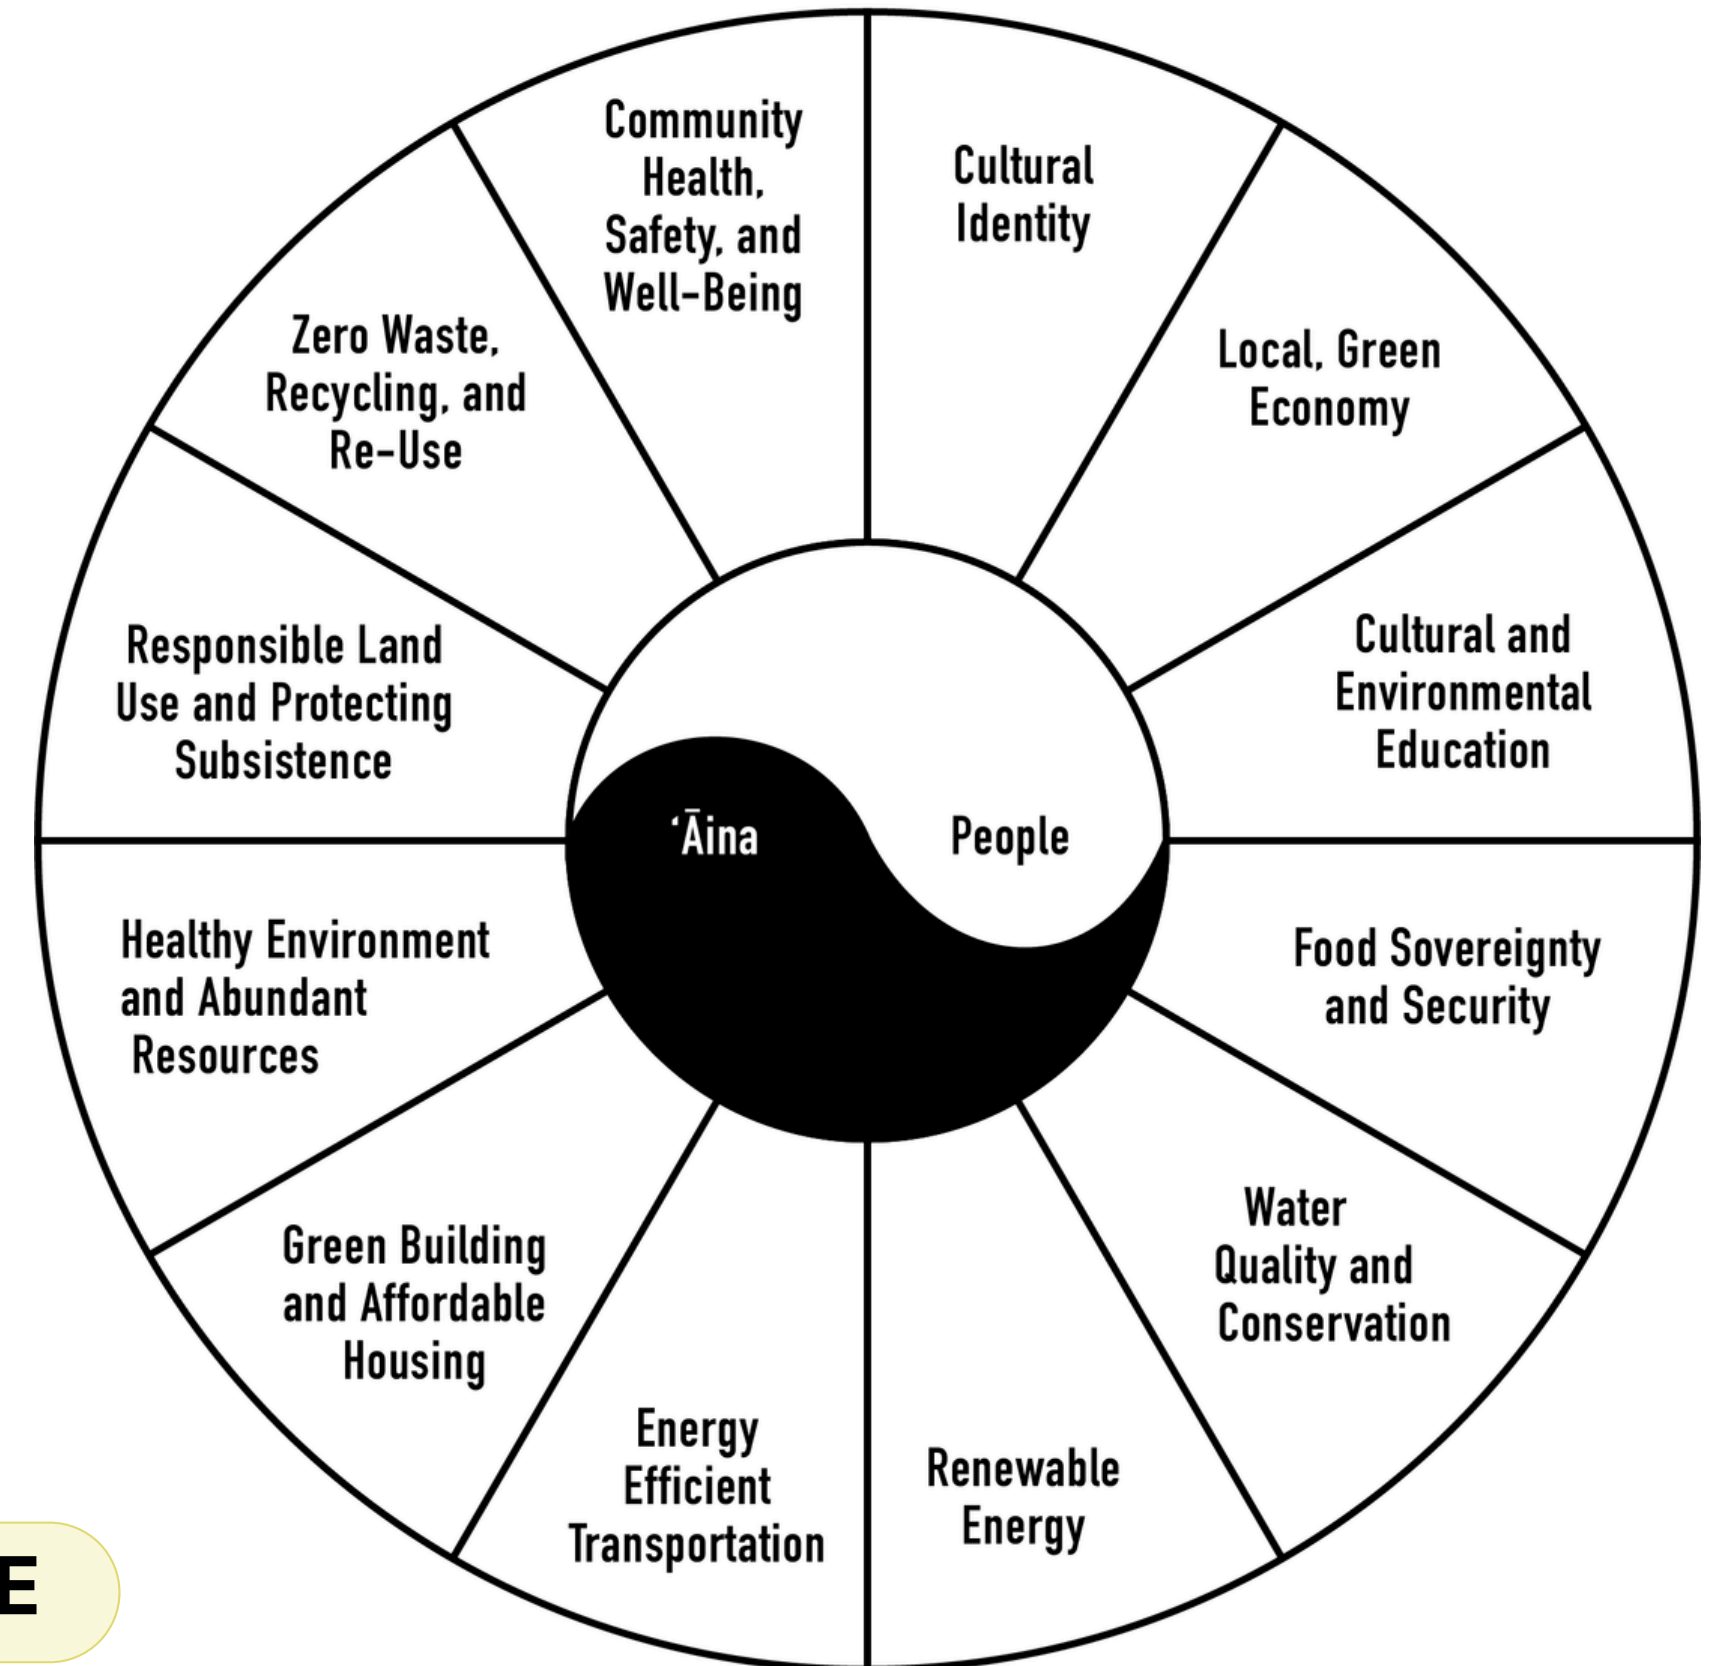 Community
Health,
Safety, and
Well-Being
Cultural
Identity
Local, Green
Economy
Cultural and
Environmental
Education
Food Sovereignty
and Security
Water
Quality and
Conservation
Renewable
Energy
Energy
Efficient
Transportation
Green Building
and Affordable
Housing
Healthy Environment
and Abundant
Resources
Responsible Land
Use and Protecting
Subsistence
Zero Waste,
Recycling, and
Re-Use
ʻĀina
People
E